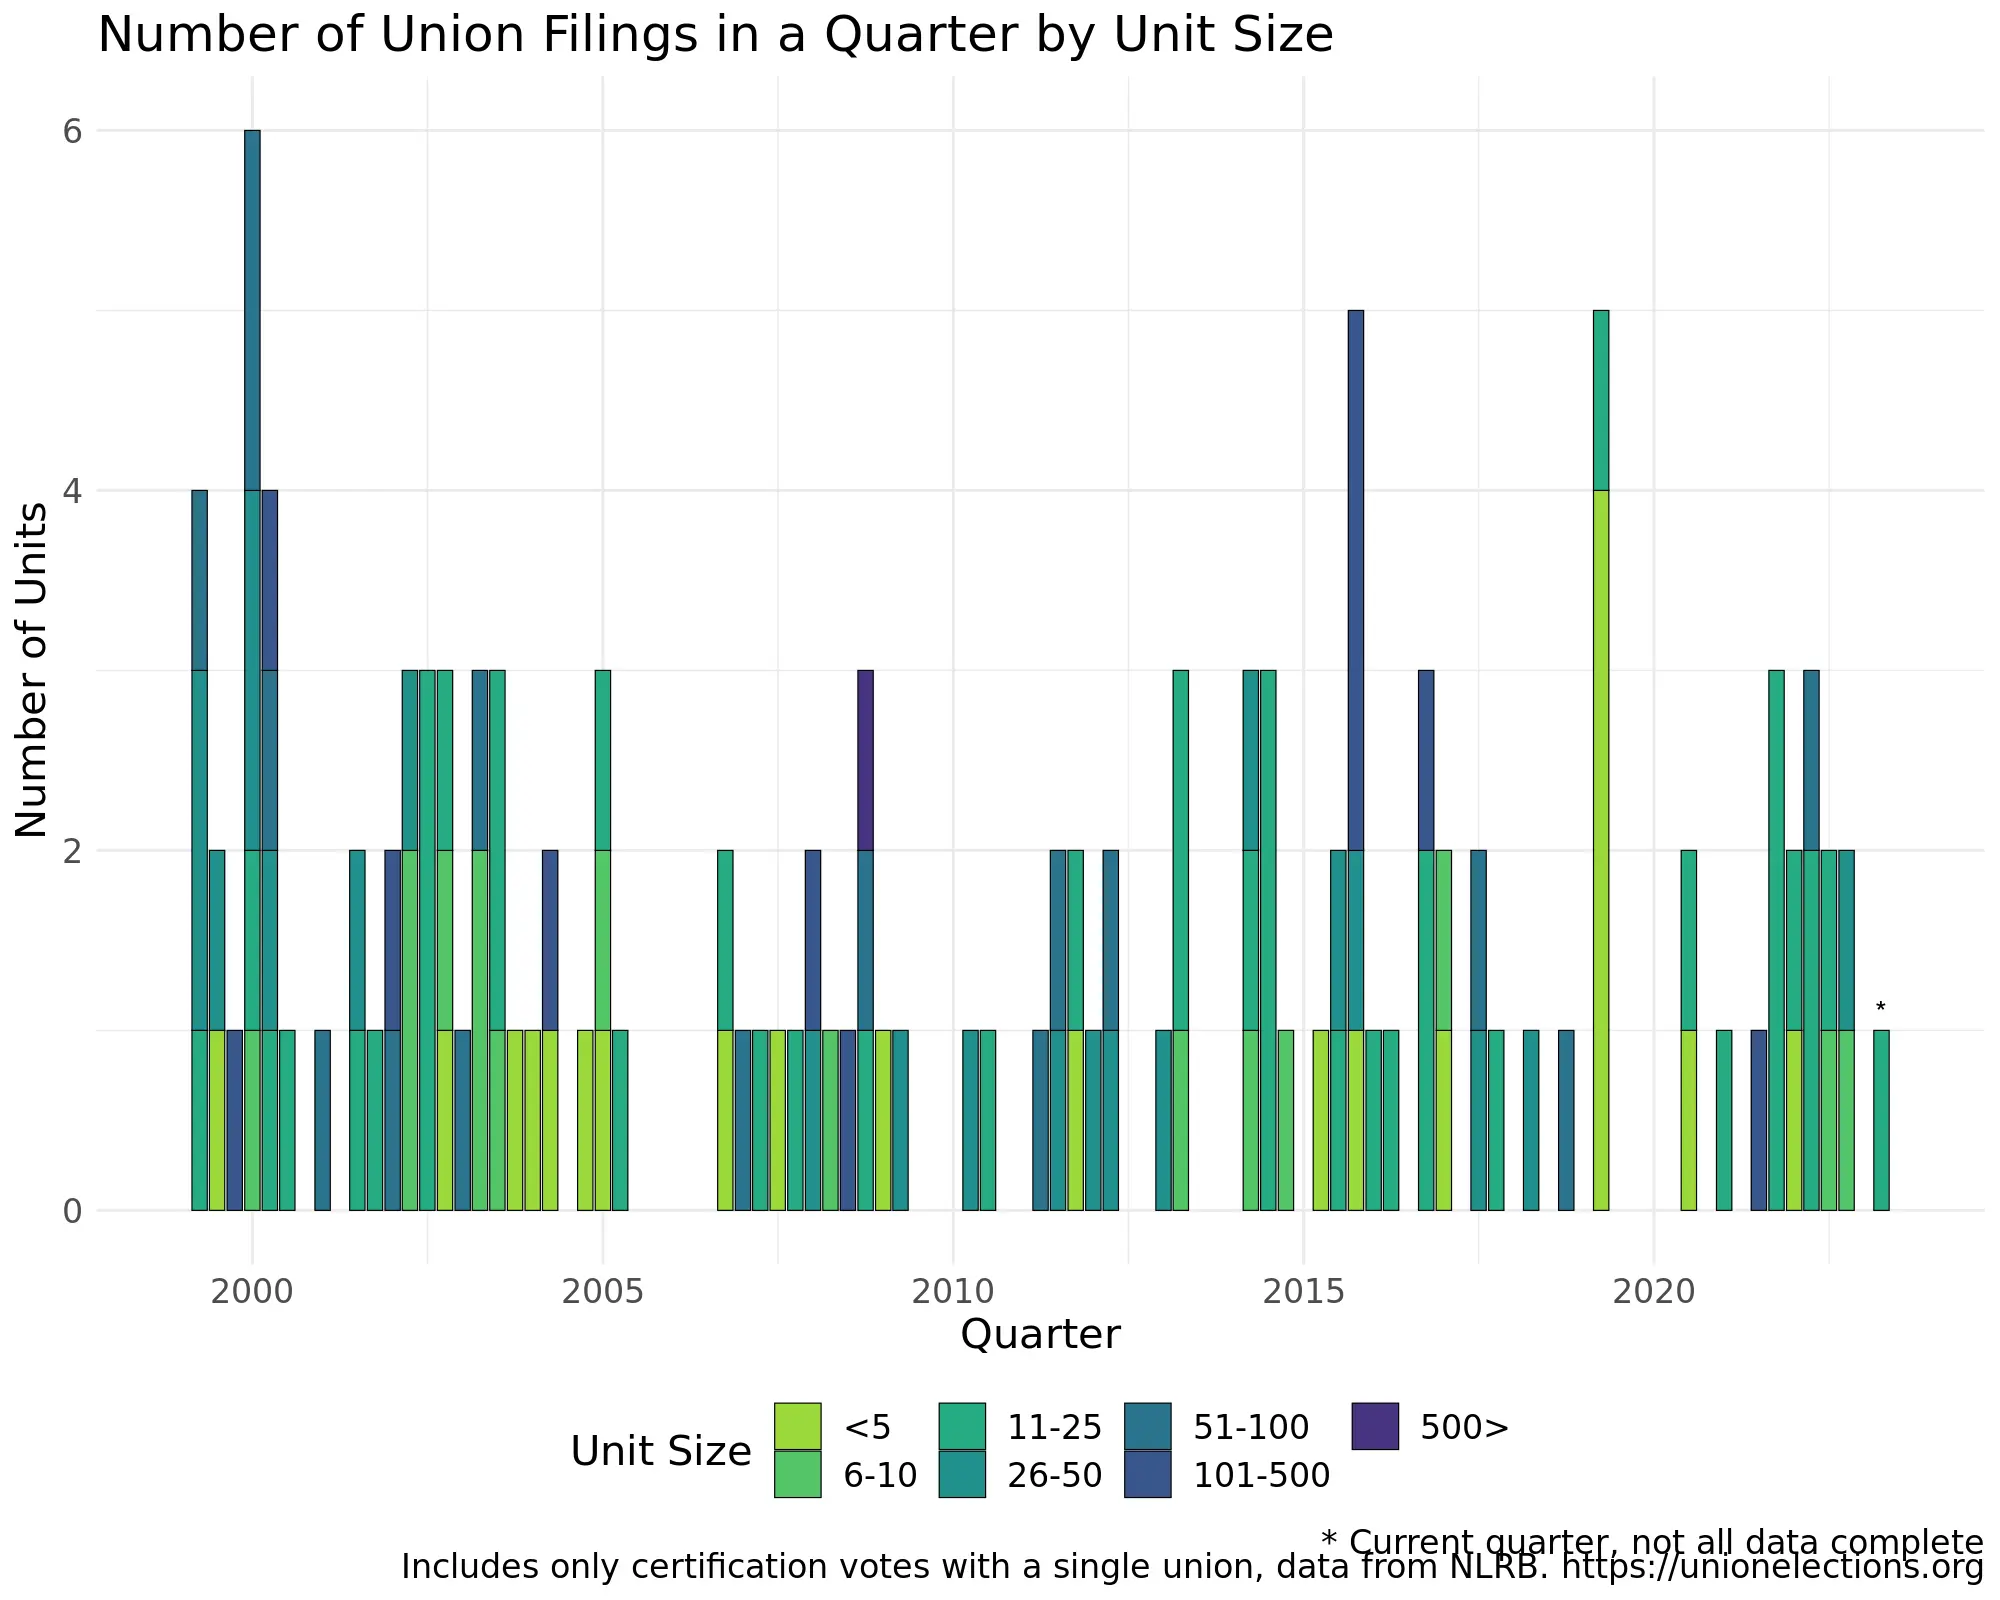 Number of Union Filings in a Quarter by Unit Size
Number of Units
6
4
2
0
*
2000 2005 2010 2015 2020
Quarter
Unit Size
<5 11-25 51-100 500>
6-10 26-50 101-500
* Current quarter, not all data complete
Includes only certification votes with a single union, data from NLRB. https://unionelections.org